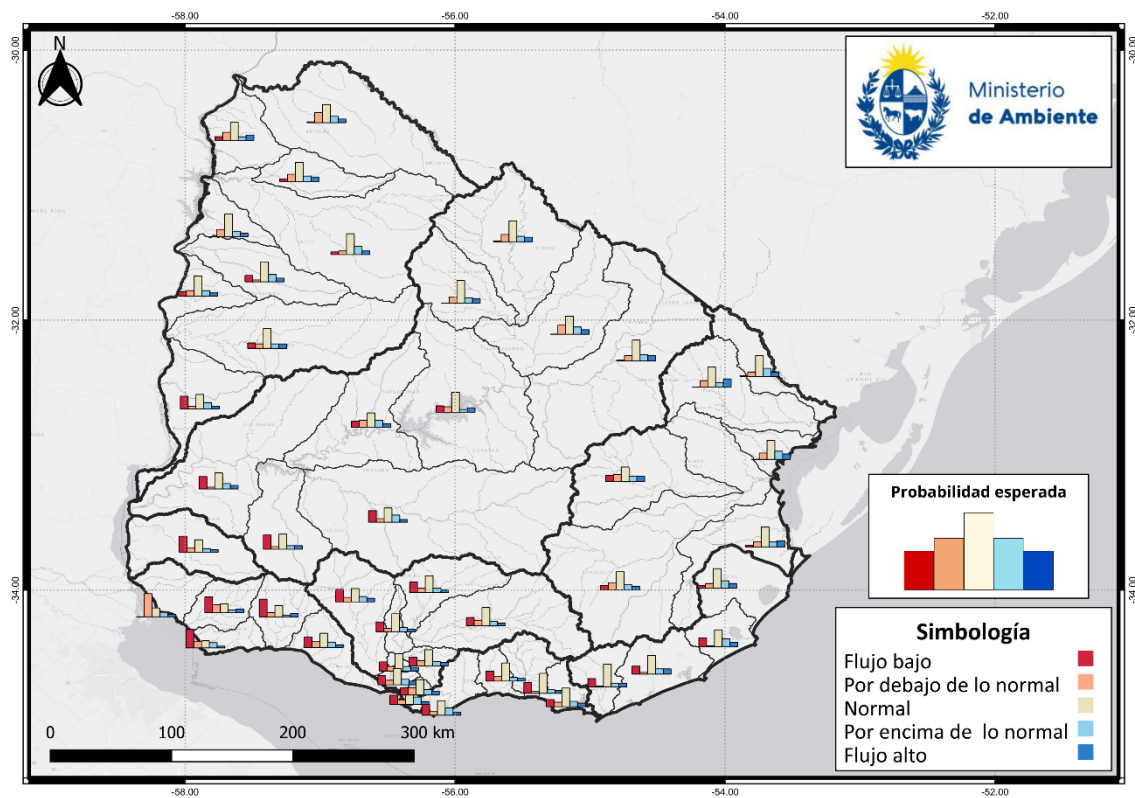 -58.00
-56.00
-54.00
-52.00
-30.00
-30.00
N
Ministerio
de Ambiente
-32.00
-32.00
Probabilidad esperada
-34.00
-34.00
Simbología
Flujo bajo
Por debajo de lo normal
Normal
Por encima de lo normal
Flujo alto
0
100
200
300 km
-58.00
-56.00
-54.00
-52.00